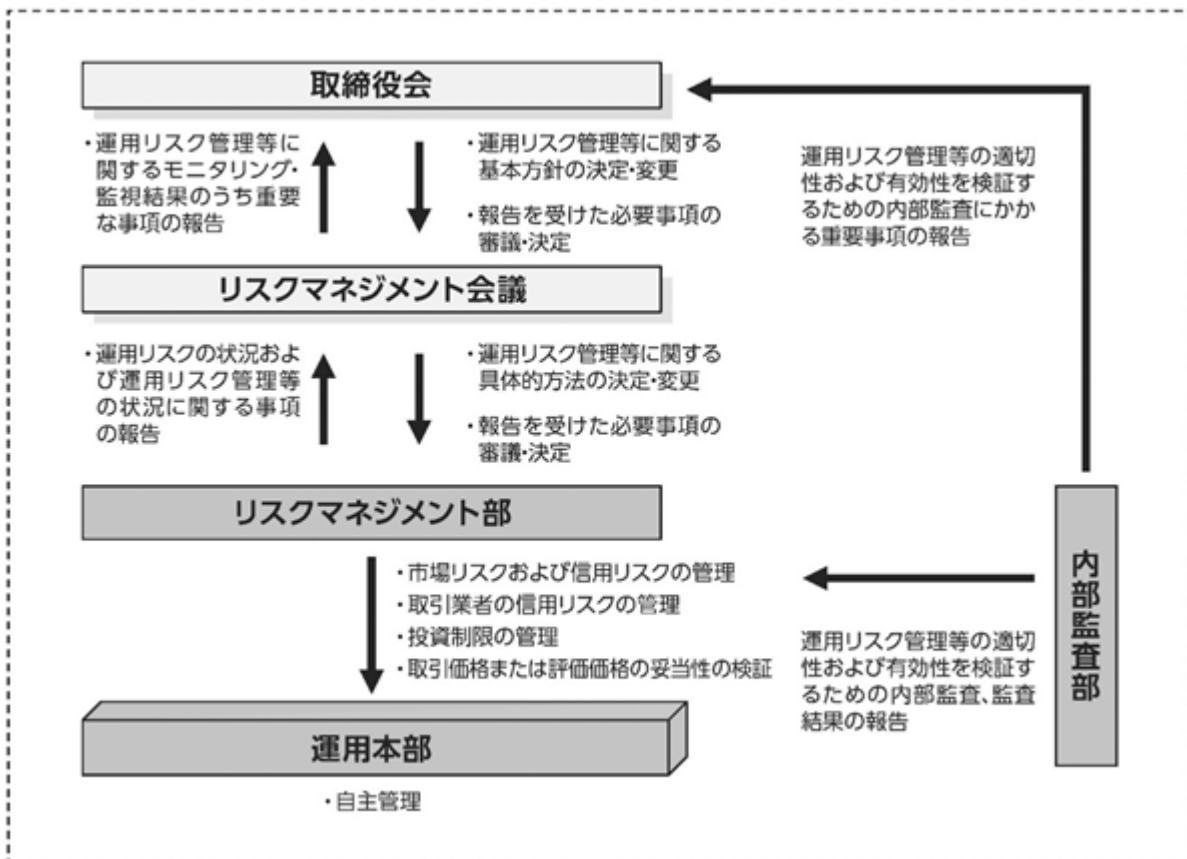 取締役会
・運用リスク管理等に
関するモニタリング・
監視結果のうち重要
な事項の報告
・運用リスク管理等に関する
基本方針の決定・変更
・報告を受けた必要事項の
審議・決定
運用リスク管理等の適切
性および有効性を検証す
るための内部監査にかか
る重要事項の報告
リスクマネジメント会議
・運用リスクの状況およ
び運用リスク管理等
の状況に関する事項
の報告
・運用リスク管理等に関する
具体的方法の決定・変更
・報告を受けた必要事項の
審議・決定
リスクマネジメント部
・市場リスクおよび信用リスクの管理
・取引業者の信用リスクの管理
・投資制限の管理
・取引価格または評価価格の妥当性の検証
内部監査部
運用リスク管理等の適切
性および有効性を検証す
るための内部監査、監査
結果の報告
運用本部
・自主管理